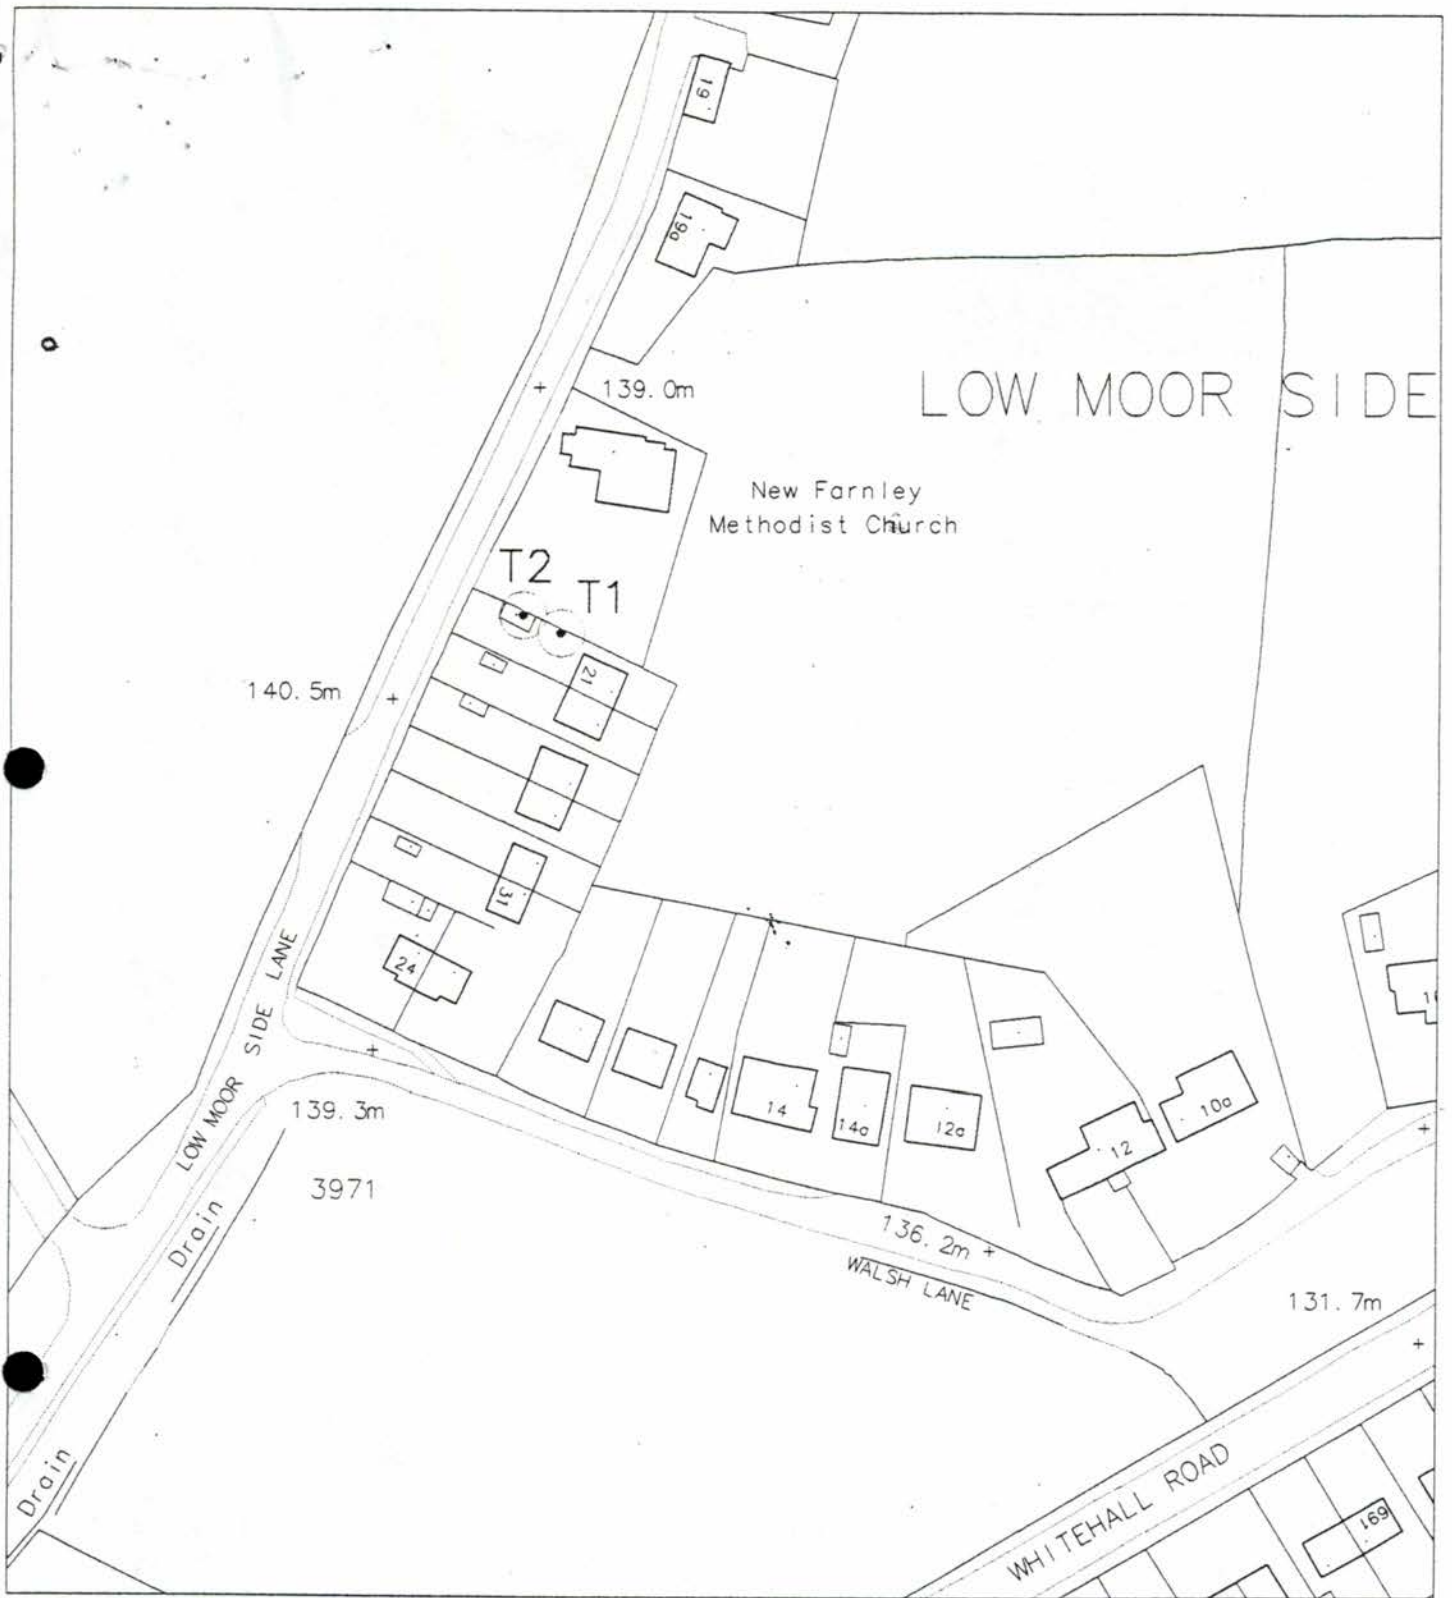 19
19a
139.0m
LOW MOOR SIDE
New Farnley
Methodist Church
T2
T1
21
140.5m
31
24
LOW MOOR SIDE LANE
139.3m
3971
14
14a
12a
12
10a
Drain
136.2m
WALSH LANE
131.7m
Drain
WHITEHALL ROAD
169